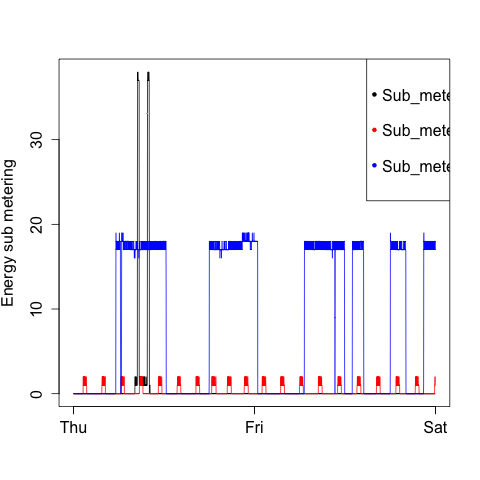 Energy sub metering
30
20
10
0
Thu
Fri
Sat
Sub_mete
Sub_mete
Sub_mete